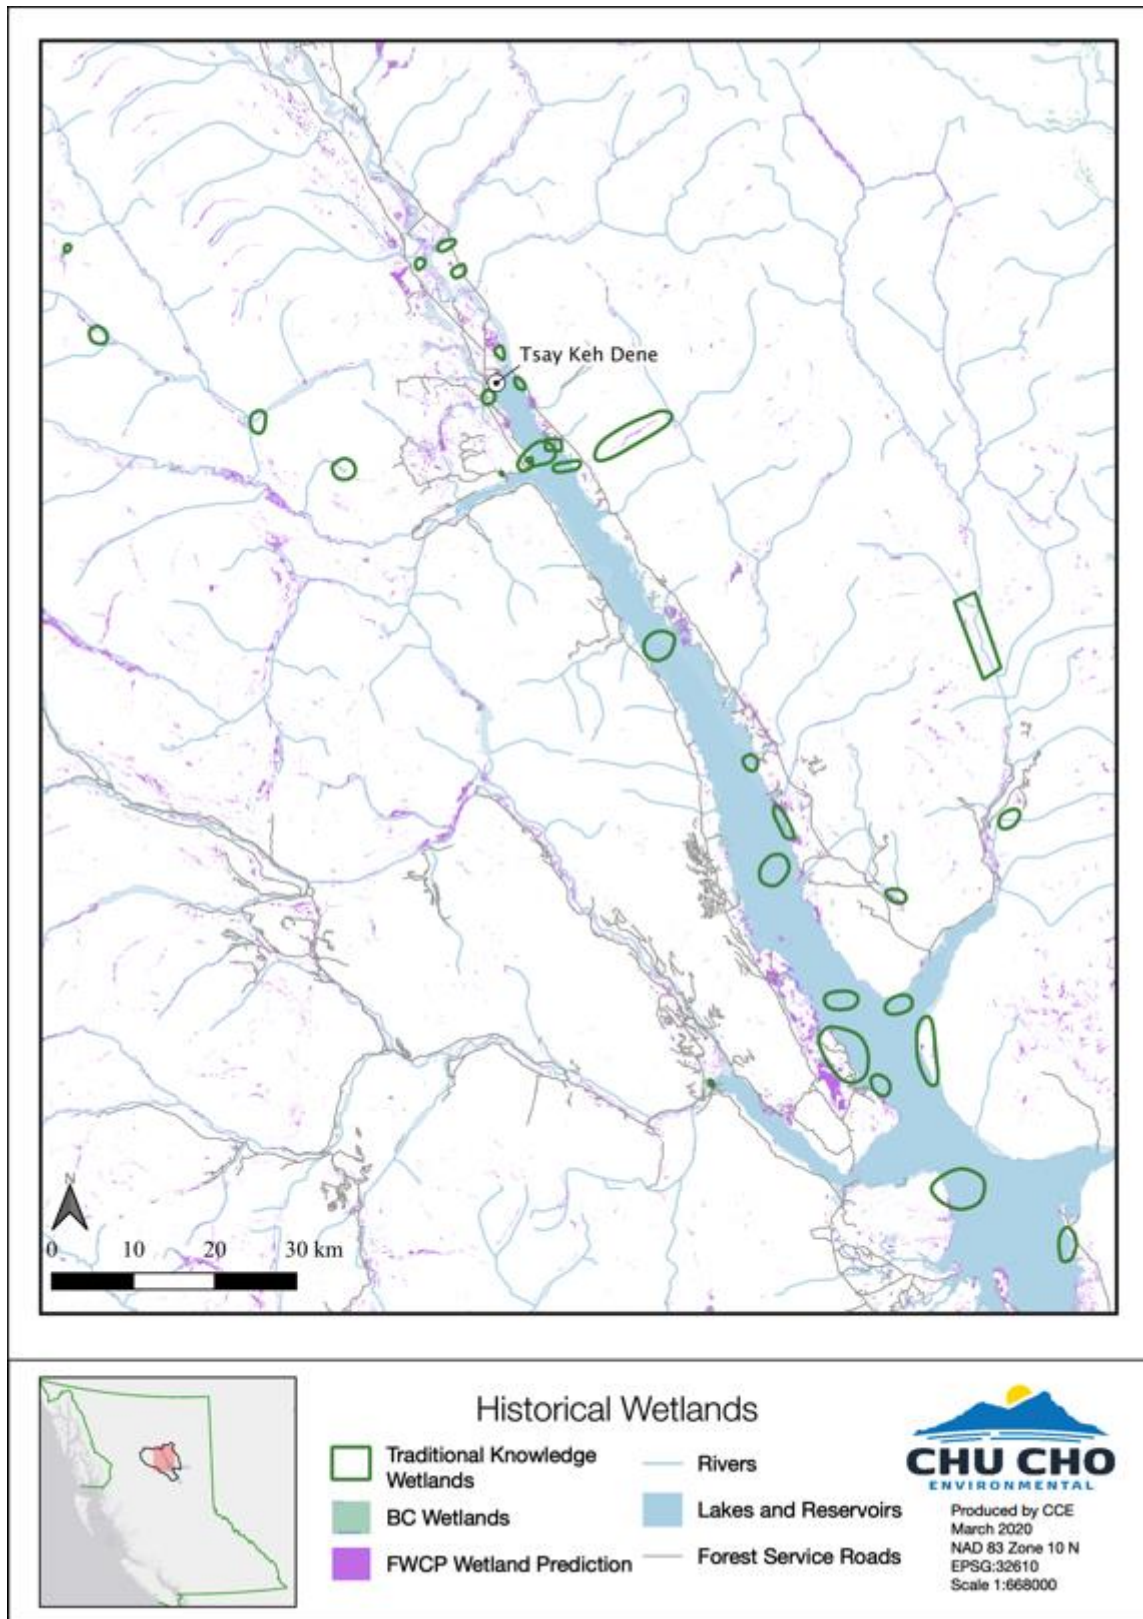 Tsay Keh Dene
N
0 10 20 30 km
Historical Wetlands
Traditional Knowledge
Wetlands
BC Wetlands
FWCP Wetland Prediction
Rivers
Lakes and Reservoirs
Forest Service Roads
CHU CHO
ENVIRONMENTAL
Produced by CCE
March 2020
NAD 83 Zone 10 N
EPSG:32610
Scale 1:668000